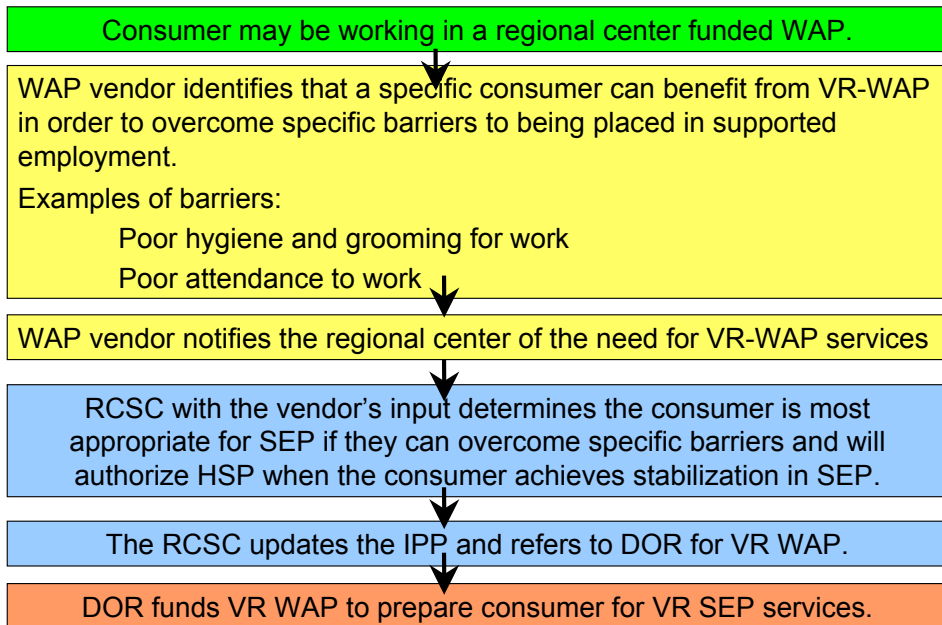 Consumer may be working in a regional center funded WAP.
WAP vendor identifies that a specific consumer can benefit from VR-WAP
in order to overcome specific barriers to being placed in supported
employment.
Examples of barriers:
Poor hygiene and grooming for work
Poor attendance to work
WAP vendor notifies the regional center of the need for VR-WAP services
RCSC with the vendor’s input determines the consumer is most
appropriate for SEP if they can overcome specific barriers and will
authorize HSP when the consumer achieves stabilization in SEP.
The RCSC updates the IPP and refers to DOR for VR WAP.
DOR funds VR WAP to prepare consumer for VR SEP services.